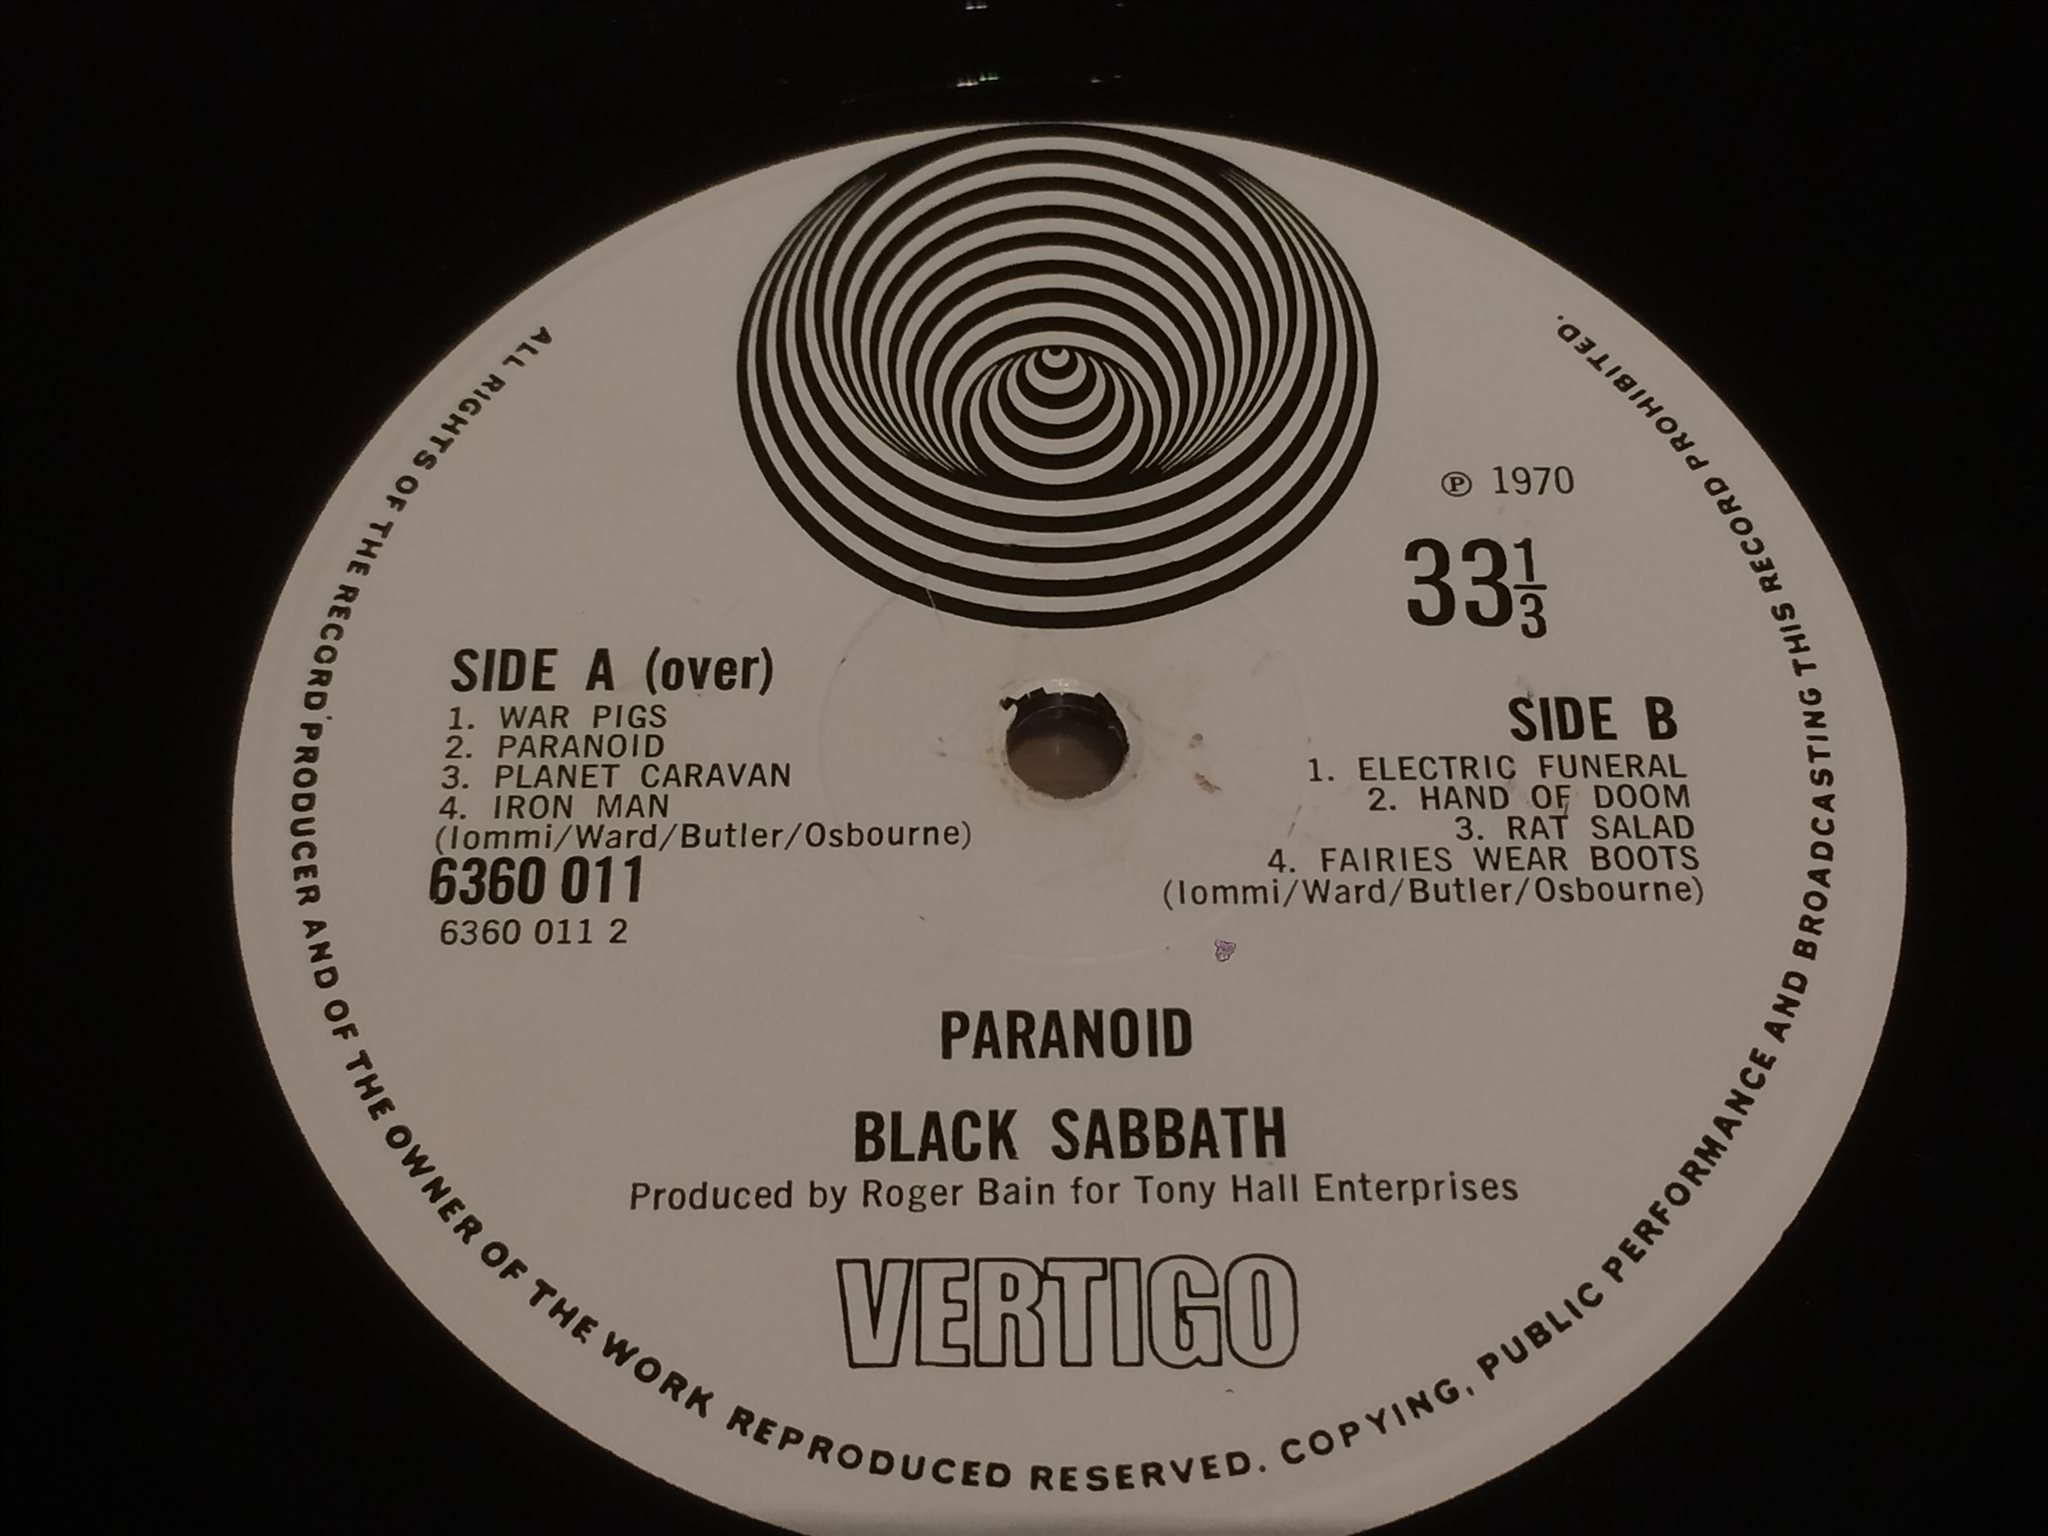 ℗ 1970
33 1/3
SIDE A (over)
1. WAR PIGS
2. PARANOID
3. PLANET CARAVAN
4. IRON MAN
(Iommi/Ward/Butler/Osbourne)
6360 011
6360 011 2
SIDE B
1. ELECTRIC FUNERAL
2. HAND OF DOOM
3. RAT SALAD
4. FAIRIES WEAR BOOTS
(Iommi/Ward/Butler/Osbourne)
PARANOID
BLACK SABBATH
Produced by Roger Bain for Tony Hall Enterprises
VERTIGO
ALL RIGHTS OF THE RECORD PRODUCER AND OF THE OWNER OF THE WORK REPRODUCED RESERVED. COPYING, PUBLIC PERFORMANCE AND BROADCASTING THIS RECORD PROHIBITED.